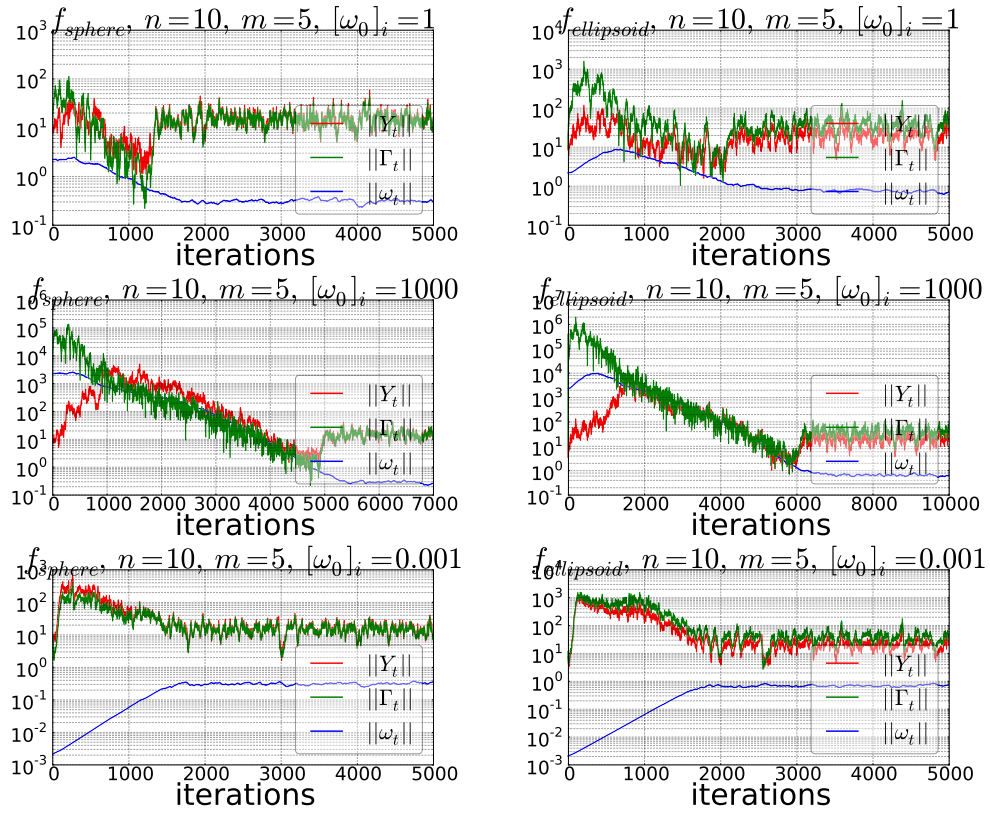 f_sphere, n=10, m=5, [ω_0]_i=1
10^3
10^2
10^1
10^0
10^-1
||Y_t||
||Γ_t||
||ω_t||
0 1000 2000 3000 4000 5000
iterations
f_ellipsoid, n=10, m=5, [ω_0]_i=1
10^4
10^3
10^2
10^1
10^0
10^-1
||Y_t||
||Γ_t||
||ω_t||
0 1000 2000 3000 4000 5000
iterations
f_sphere, n=10, m=5, [ω_0]_i=1000
10^6
10^5
10^4
10^3
10^2
10^1
10^0
10^-1
||Y_t||
||Γ_t||
||ω_t||
0 1000 2000 3000 4000 5000 6000 7000
iterations
f_ellipsoid, n=10, m=5, [ω_0]_i=1000
10^7
10^6
10^5
10^4
10^3
10^2
10^1
10^0
10^-1
||Y_t||
||Γ_t||
||ω_t||
0 2000 4000 6000 8000 10000
iterations
f_sphere, n=10, m=5, [ω_0]_i=0.001
10^3
10^2
10^1
10^0
10^-1
10^-2
10^-3
||Y_t||
||Γ_t||
||ω_t||
0 1000 2000 3000 4000 5000
iterations
f_ellipsoid, n=10, m=5, [ω_0]_i=0.001
10^4
10^3
10^2
10^1
10^0
10^-1
10^-2
10^-3
||Y_t||
||Γ_t||
||ω_t||
0 1000 2000 3000 4000 5000
iterations